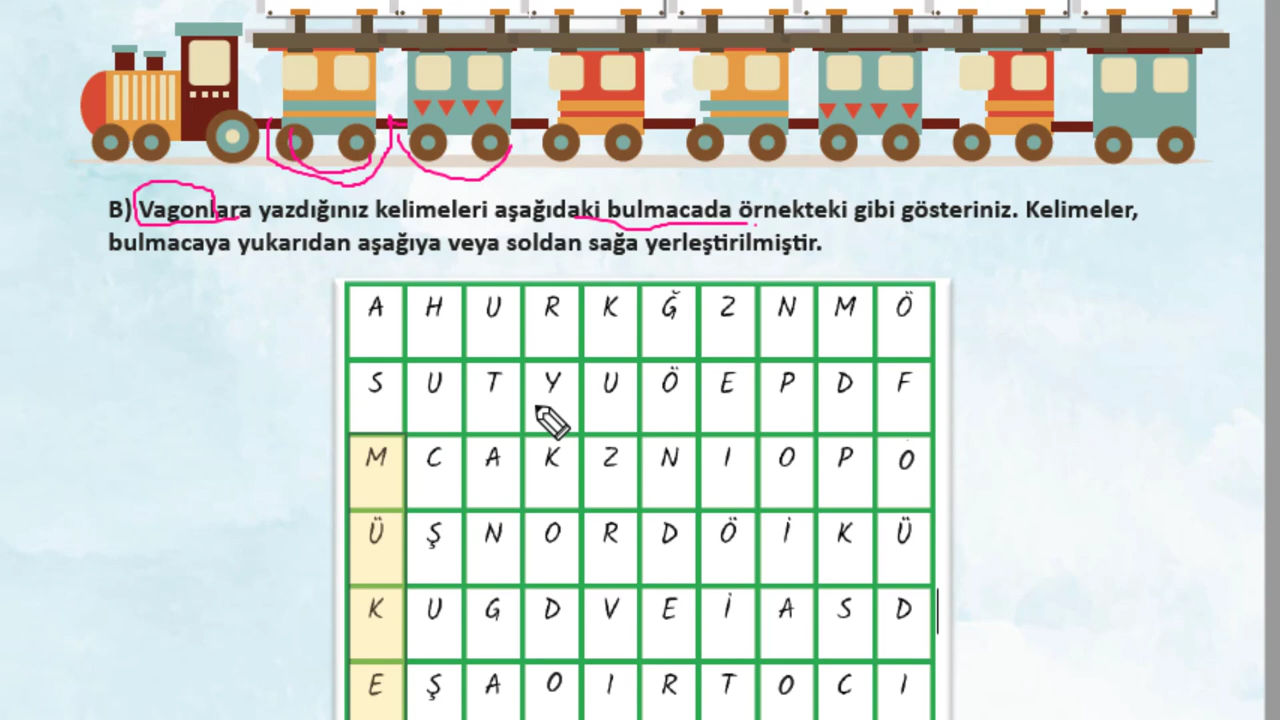 B) Vagonlara yazdığınız kelimeleri aşağıdaki bulmacada örnekteki gibi gösteriniz. Kelimeler,
bulmacaya yukarıdan aşağıya veya soldan sağa yerleştirilmiştir.
A H U R K Ğ Z N M Ö
S U T Y U Ö E P D F
M C A K Z N I O P O
Ü Ş N O R D Ö İ K Ü
K U G D V E İ A S D
E Ş A O I R T O C I